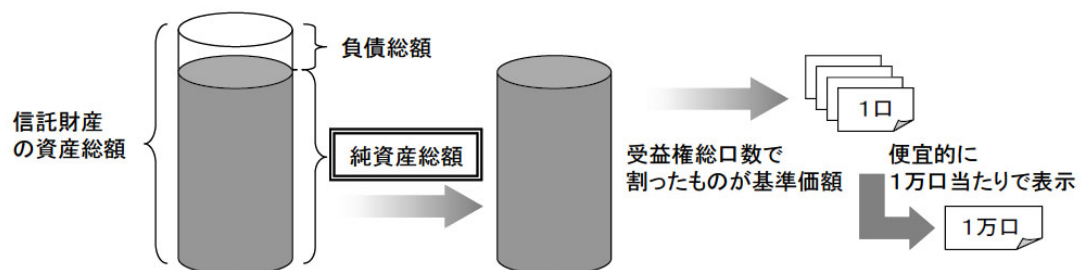 負債総額
信託財産
の資産総額
純資産総額
受益権総口数で
割ったものが基準価額
1口
便宜的に
1万口当たりで表示
1万口